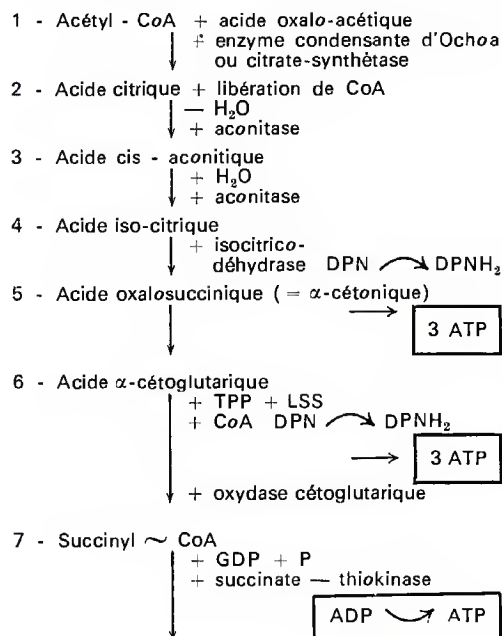 1 - Acétyl - CoA + acide oxalo-acétique
+ enzyme condensante d'Ochoa
ou citrate-synthétase
2 - Acide citrique + libération de CoA
— H₂O
+ aconitase
3 - Acide cis - aconitique
+ H₂O
+ aconitase
4 - Acide iso-citrique
+ isocitrico-
déhydrase DPN DPNH₂
5 - Acide oxalosuccinique ( = α-cétonique)
3 ATP
6 - Acide α-cétoglutarique
+ TPP + LSS
+ CoA DPN DPNH₂
3 ATP
+ oxydase cétoglutarique
7 - Succinyl ~ CoA
+ GDP + P
+ succinate — thiokinase
ADP ATP